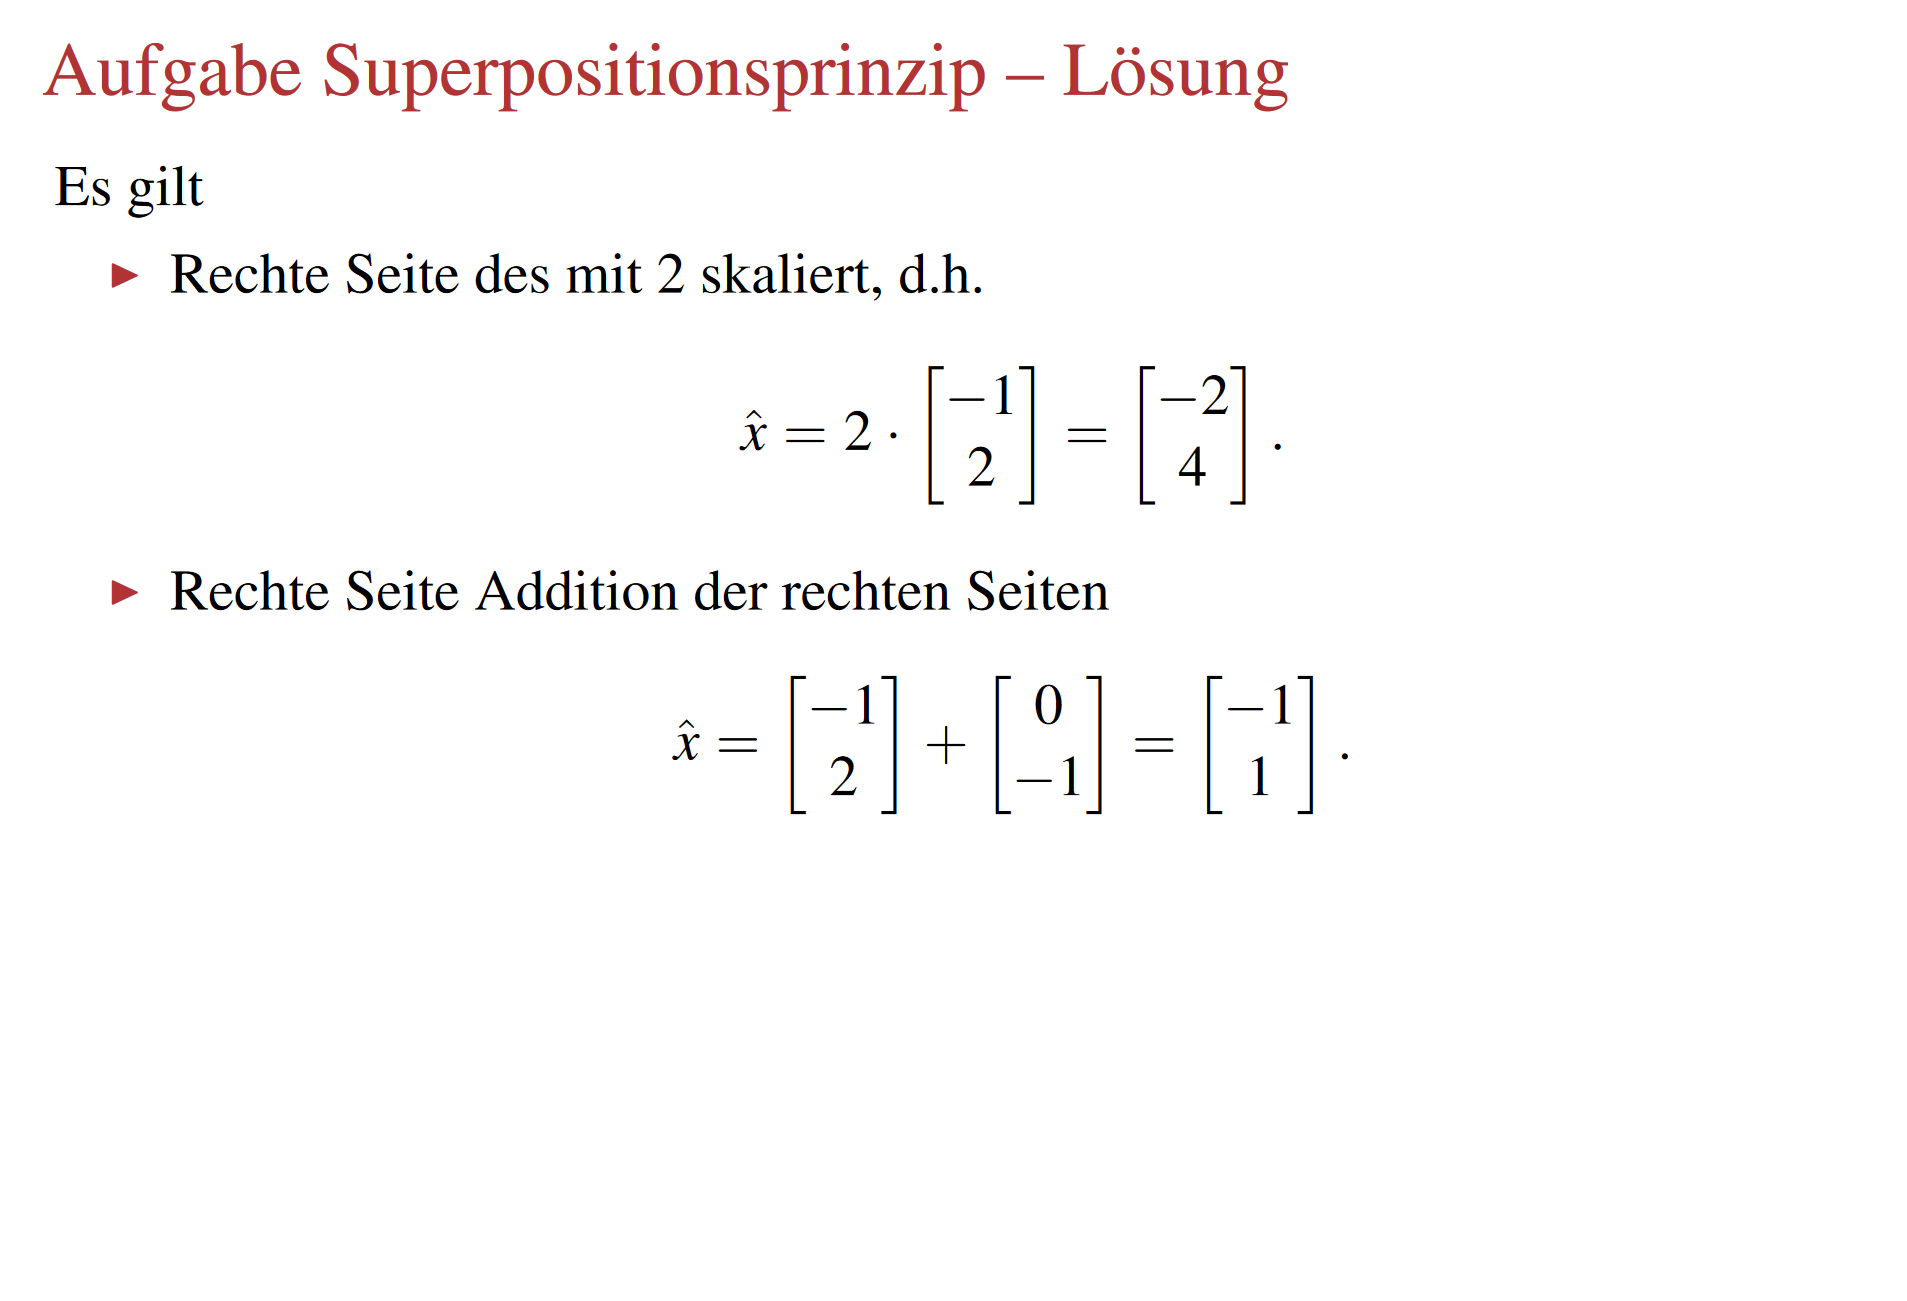 Aufgabe Superpositionsprinzip – Lösung
Es gilt
▶ Rechte Seite des mit 2 skaliert, d.h.
x̂ = 2 · [−1 2] = [−2 4] .
▶ Rechte Seite Addition der rechten Seiten
x̂ = [−1 2] + [0 −1] = [−1 1] .